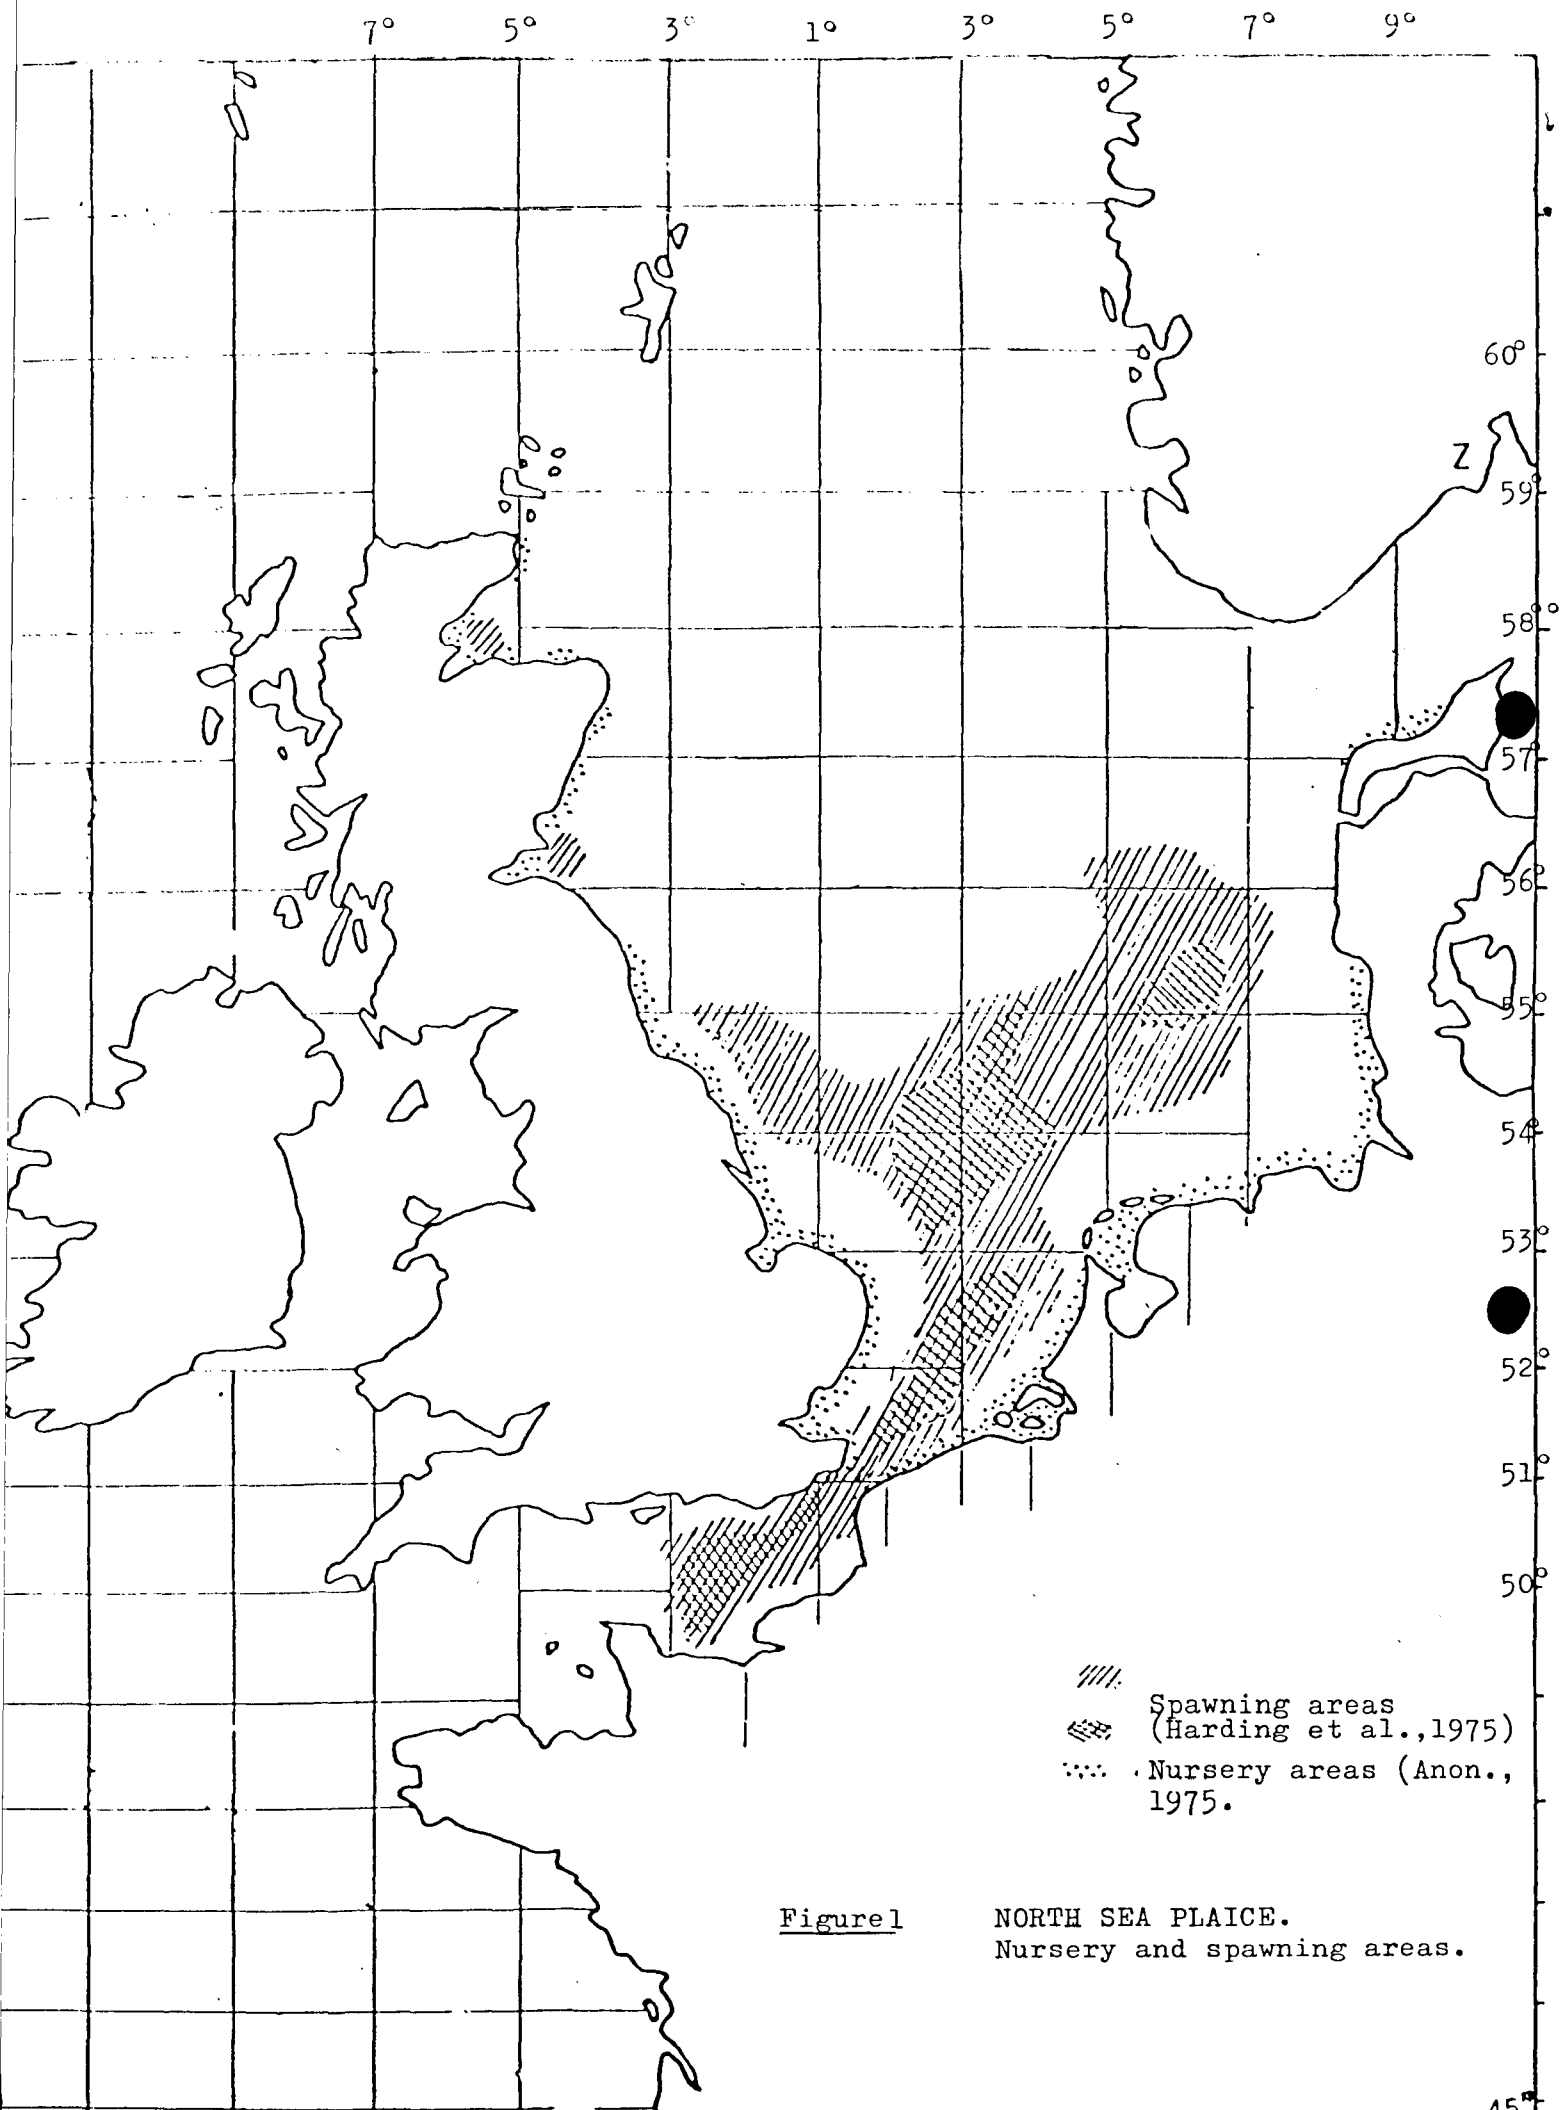 7° 5° 3° 1° 3° 5° 7° 9°
60°
Z
59°
58°
57°
56°
55°
54°
53°
52°
51°
50°
Spawning areas
(Harding et al.,1975)
Nursery areas (Anon.,
1975.
Figure1 NORTH SEA PLAICE.
Nursery and spawning areas.
45°